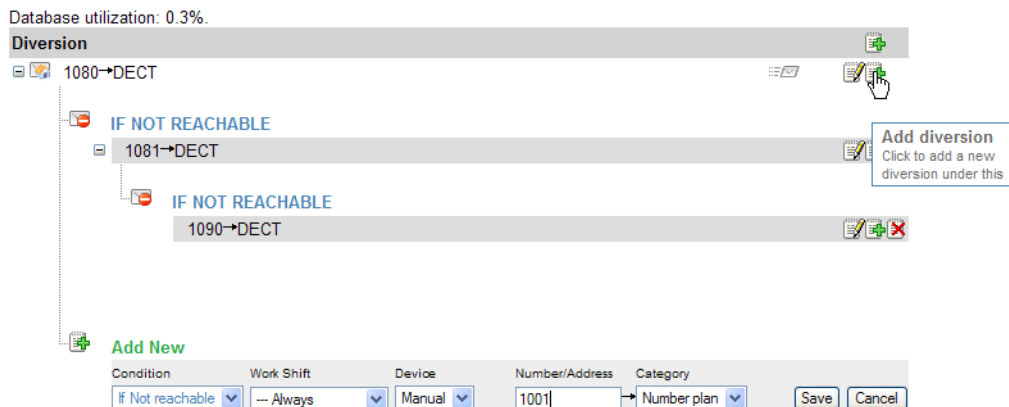 Database utilization: 0.3%.
Diversion
1080→DECT
IF NOT REACHABLE
1081→DECT
Add diversion
Click to add a new
diversion under this
IF NOT REACHABLE
1090→DECT
Add New
Condition Work Shift Device Number/Address Category
If Not reachable --- Always Manual 1001 → Number plan Save Cancel